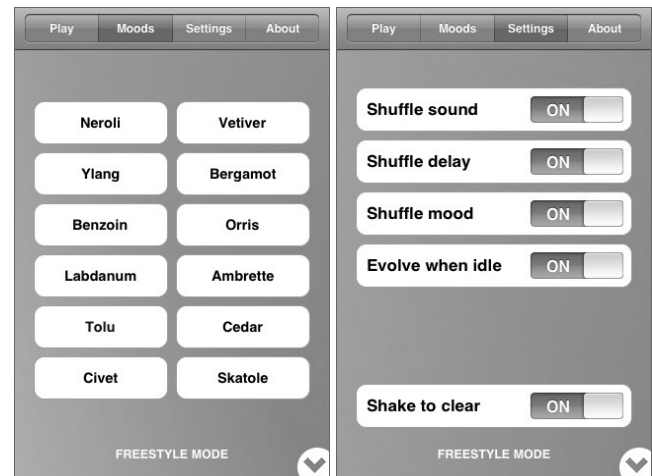 Play Moods Settings About
Neroli Vetiver
Ylang Bergamot
Benzoin Orris
Labdanum Ambrette
Tolu Cedar
Civet Skatole
FREESTYLE MODE
Play Moods Settings About
Shuffle sound ON
Shuffle delay ON
Shuffle mood ON
Evolve when idle ON
Shake to clear ON
FREESTYLE MODE